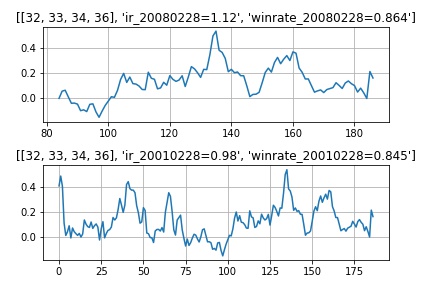 [[32, 33, 34, 36], 'ir_20080228=1.12', 'winrate_20080228=0.864']
0.4
0.2
0.0
80 100 120 140 160 180
[[32, 33, 34, 36], 'ir_20010228=0.98', 'winrate_20010228=0.845']
0.4
0.2
0.0
0 25 50 75 100 125 150 175